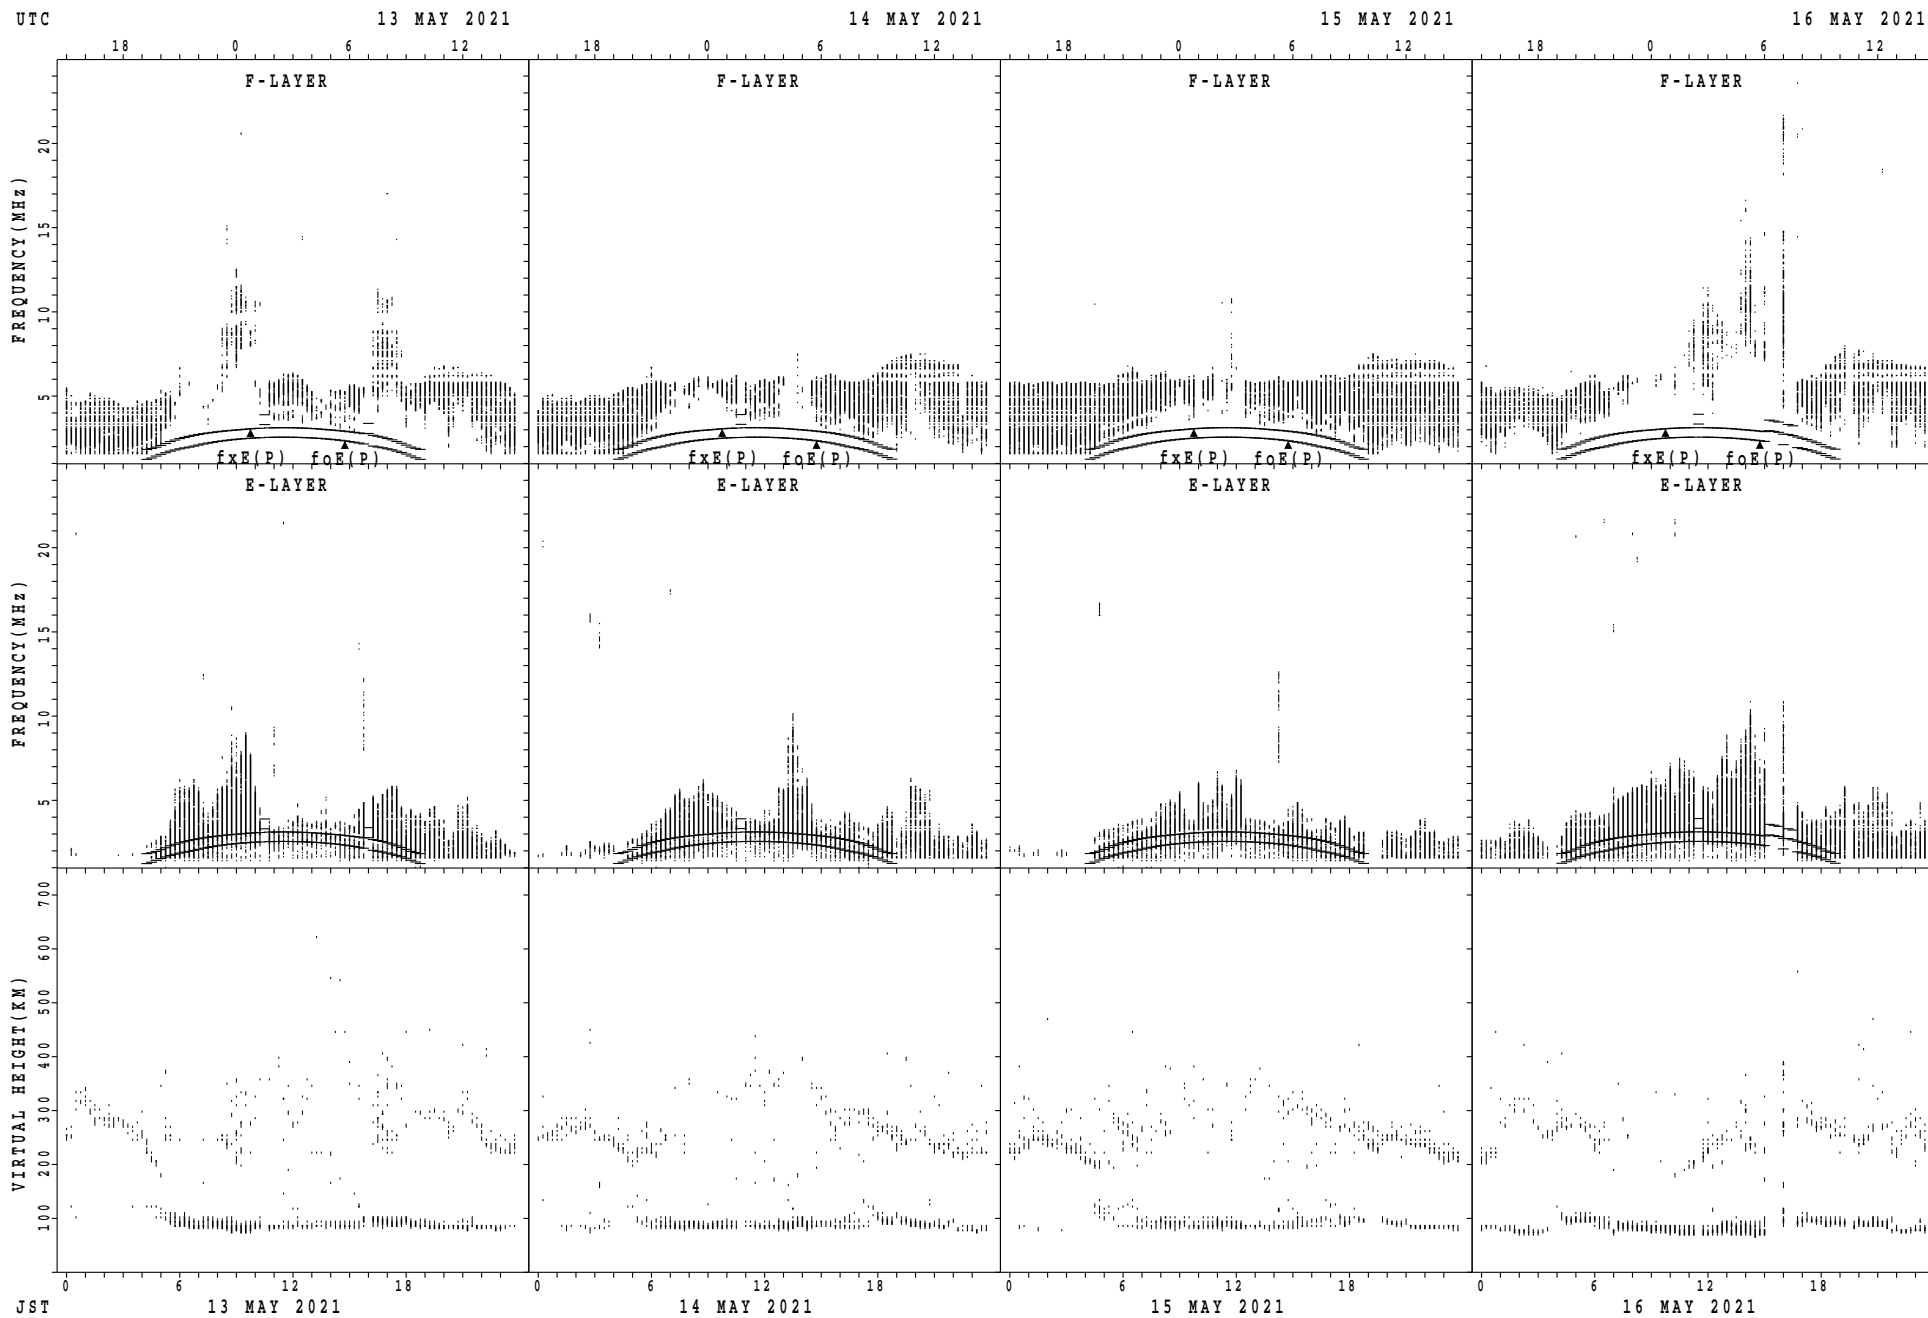 UTC 13 MAY 2021 14 MAY 2021 15 MAY 2021 16 MAY 2021
18 0 6 12 18 0 6 12 18 0 6 12 18 0 6 12
F-LAYER F-LAYER F-LAYER F-LAYER
FREQUENCY(MHz)
20
15
10
5
fxE(P) foE(P) fxE(P) foE(P) fxE(P) foE(P) fxE(P) foE(P)
E-LAYER E-LAYER E-LAYER E-LAYER
FREQUENCY(MHz)
20
15
10
5
VIRTUAL HEIGHT(KM)
700
600
500
400
300
200
100
0 6 12 18 0 6 12 18 0 6 12 18 0 6 12 18
JST 13 MAY 2021 14 MAY 2021 15 MAY 2021 16 MAY 2021